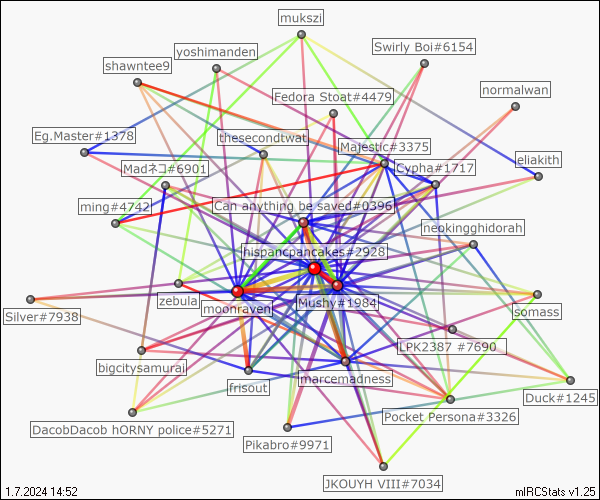 mukszi
Swirly Boi#6154
yoshimanden
shawntee9
normalwan
Fedora Stoat#4479
Eg.Master#1378
thesecondtwat
Majestic#3375
eliakith
Cypha#1717
Madネコ#6901
ming#4742
Can anything be saved#0396
neokingghidorah
hispancpancakes#2928
zebula
Mushy#1984
moonraven
somass
Silver#7938
LPK2387 #7690
bigcitysamurai
marcemadness
frisout
Duck#1245
Pocket Persona#3326
DacobDacob hORNY police#5271
Pikabro#9971
JKOUYH VIII#7034
1.7.2024 14:52
mIRCStats v1.25